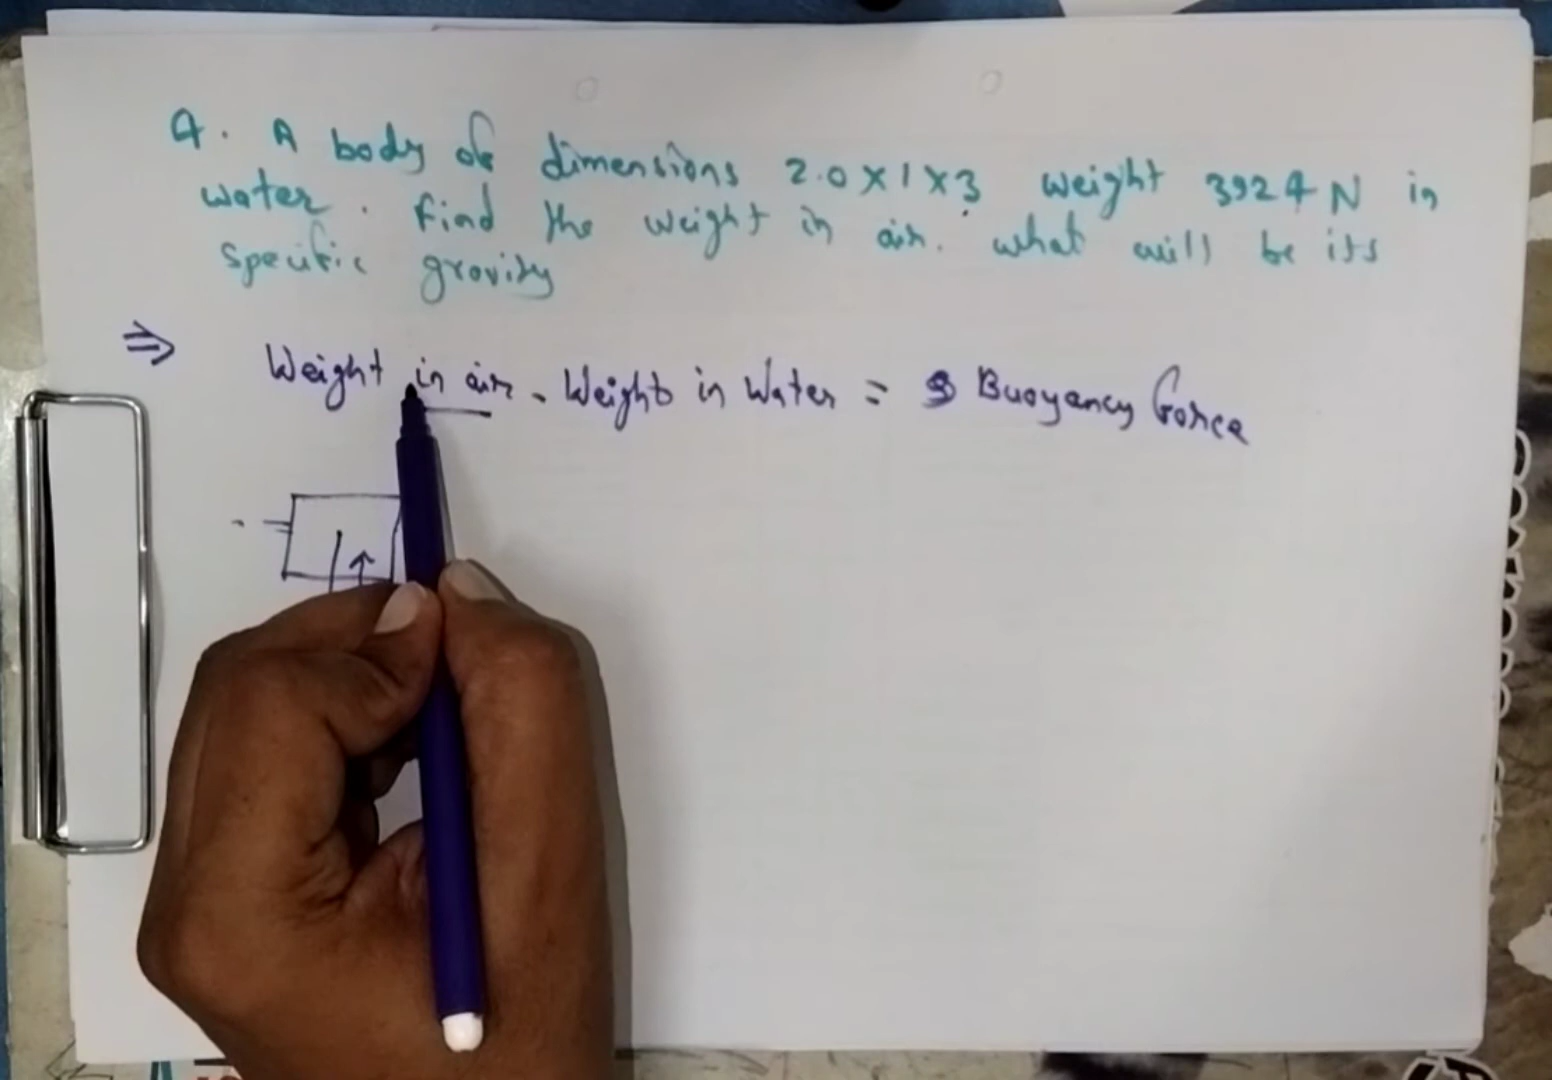 Q. A body of dimensions 2.0 x 1 x 3 weight 3924 N in
water. Find the weight in air. what will be its
specific gravity
⇒ Weight in air - Weight in Water = Buoyancy Force